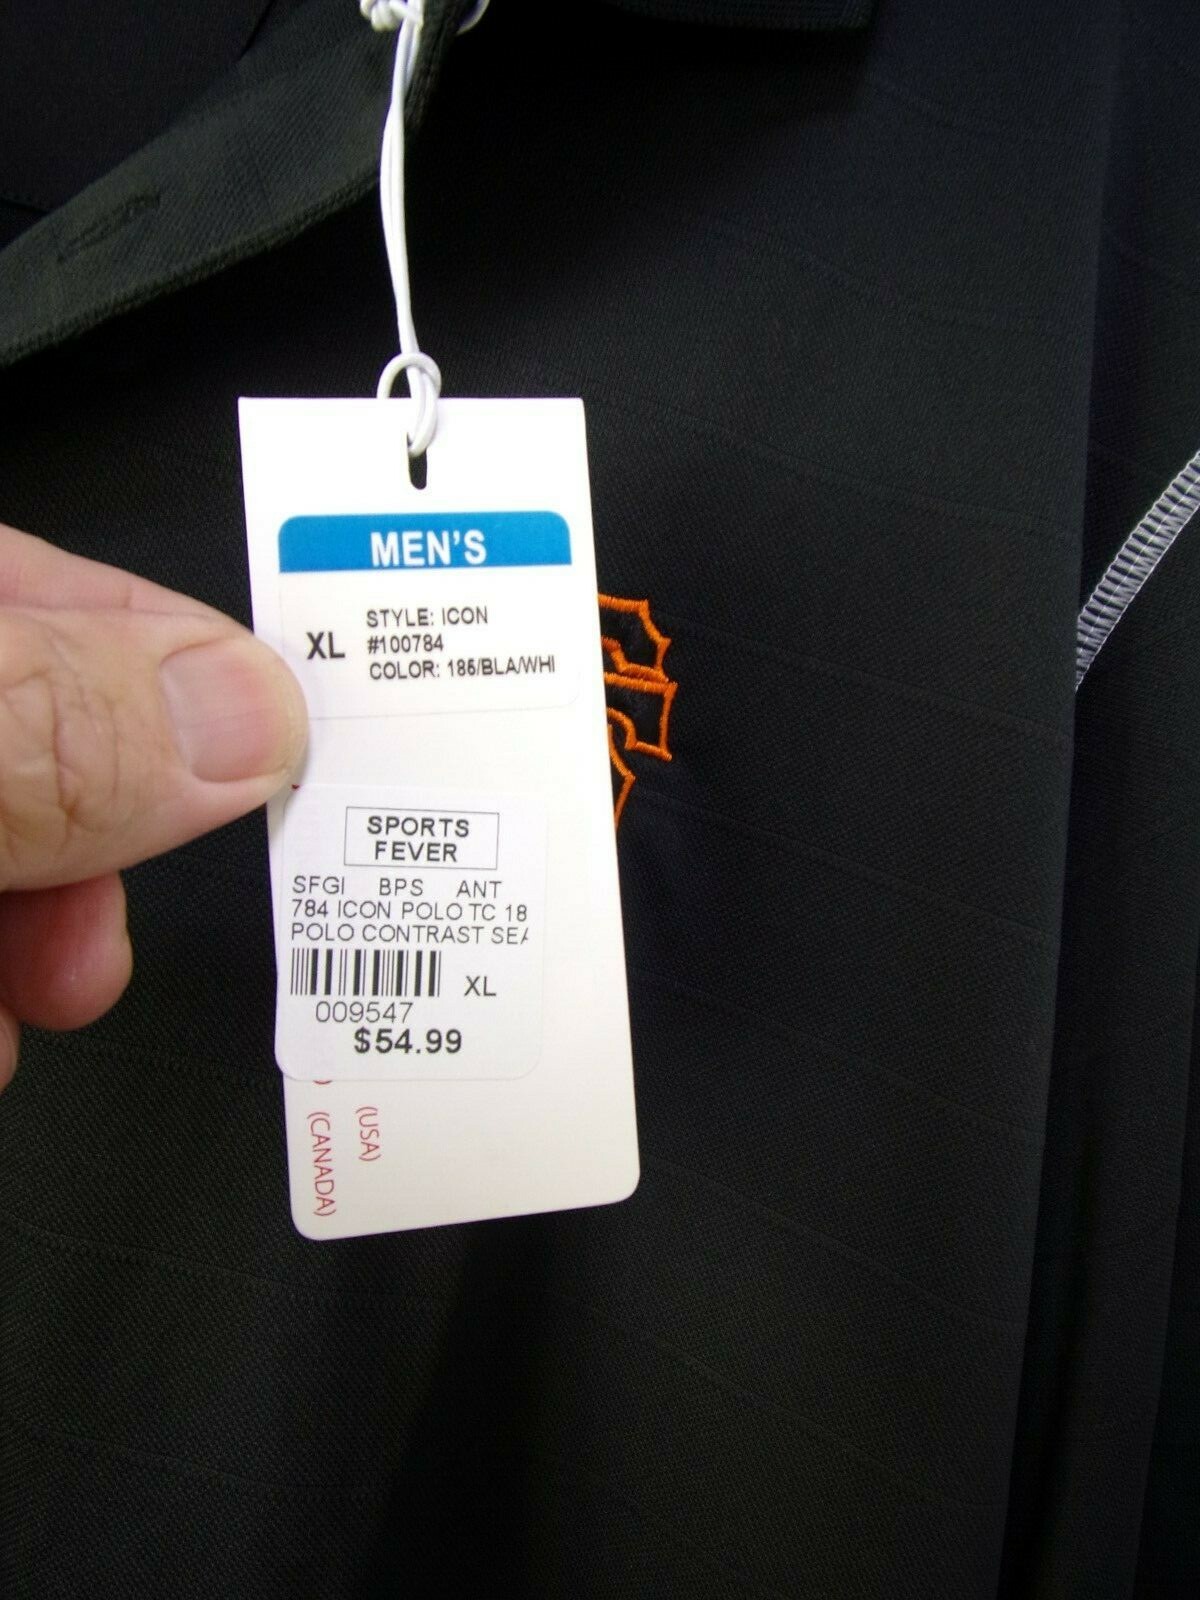 MEN'S
XL
STYLE: ICON
#100784
COLOR: 185/BLA/WHI
SPORTS
FEVER
SFGI BPS ANT
784 ICON POLO TC 18
POLO CONTRAST SEA
XL
009547
$54.99
(USA)
(CANADA)